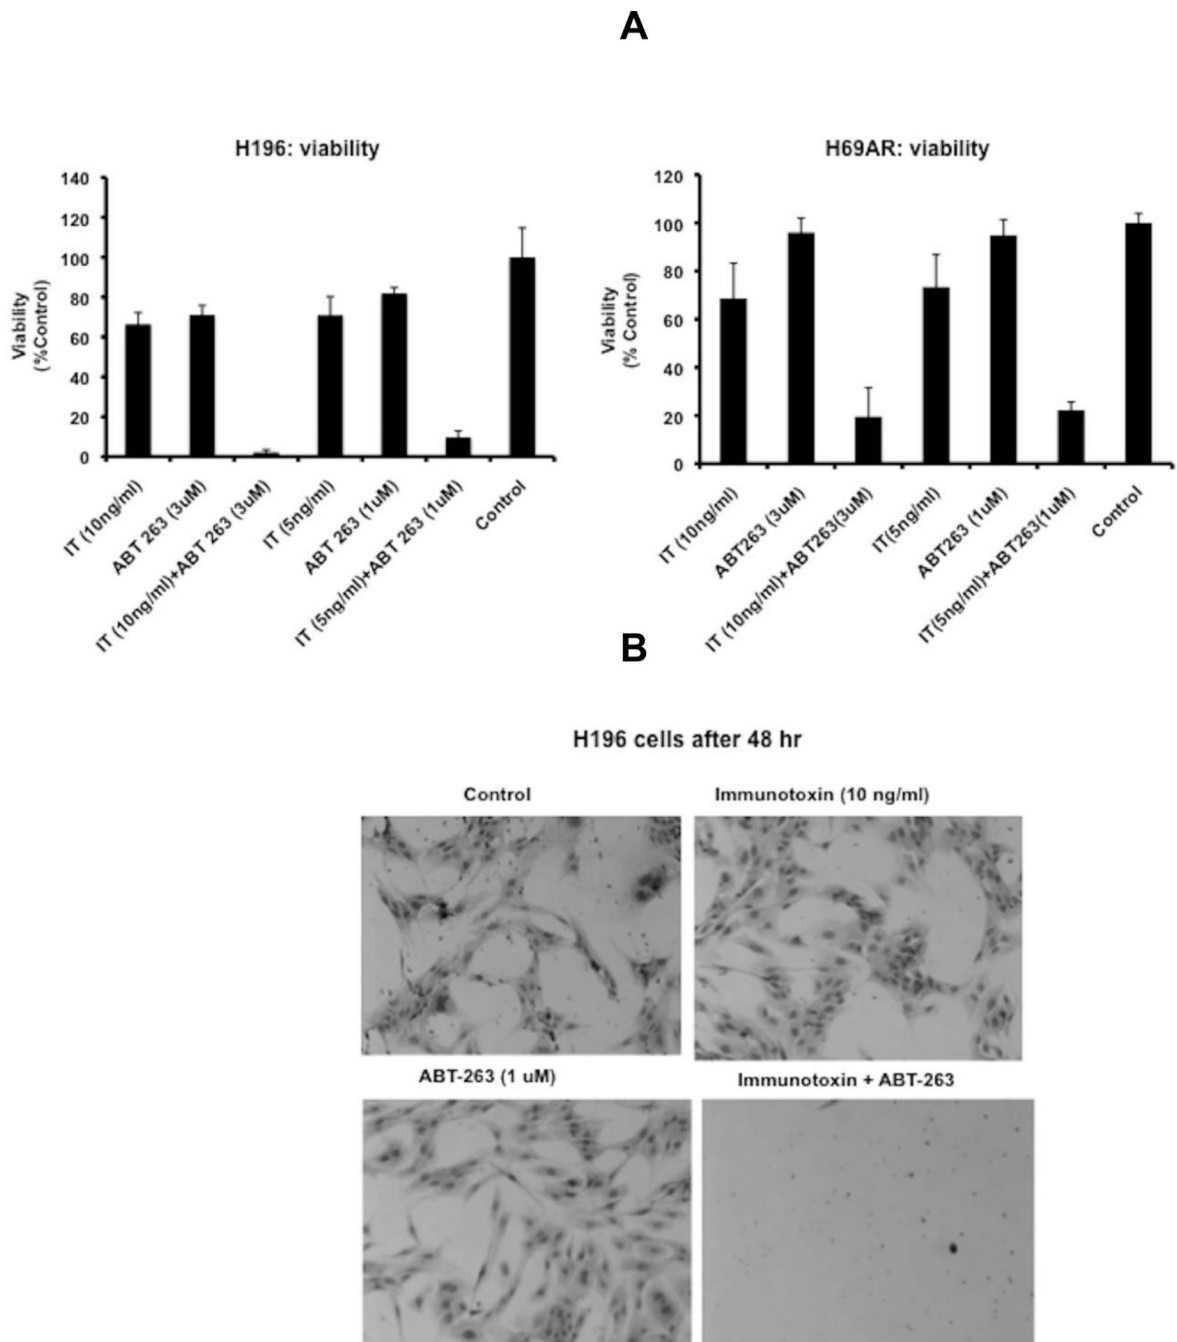 A
H196: viability
140
120
100
80
60
40
20
0
Viability
(%Control)
IT (10ng/ml)
ABT 263 (3uM)
IT (10ng/ml)+ABT 263 (3uM)
IT (5ng/ml)
ABT 263 (1uM)
IT (5ng/ml)+ABT 263 (1uM)
Control
H69AR: viability
120
100
80
60
40
20
0
Viability
(% Control)
IT (10ng/ml)
ABT263 (3uM)
IT (10ng/ml)+ABT263(3uM)
IT(5ng/ml)
ABT263 (1uM)
IT(5ng/ml)+ABT263(1uM)
Control
B
H196 cells after 48 hr
Control
Immunotoxin (10 ng/ml)
ABT-263 (1 uM)
Immunotoxin + ABT-263